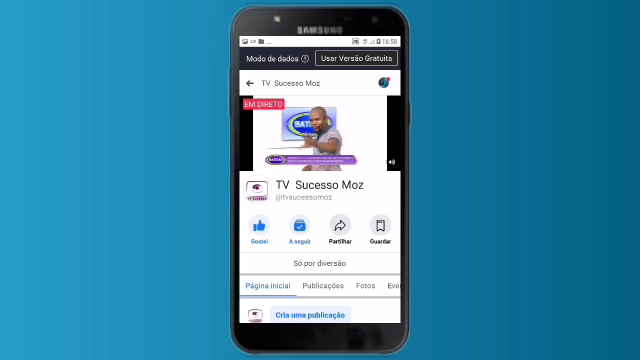 SAMSUNG
16:58
Modo de dados
Usar Versão Gratuita
TV Sucesso Moz
EM DIRETO
TV Sucesso Moz
@tvsucessomoz
Gostei A seguir Partilhar Guardar
Só por diversão
Página inicial Publicações Fotos Eve
Cria uma publicação